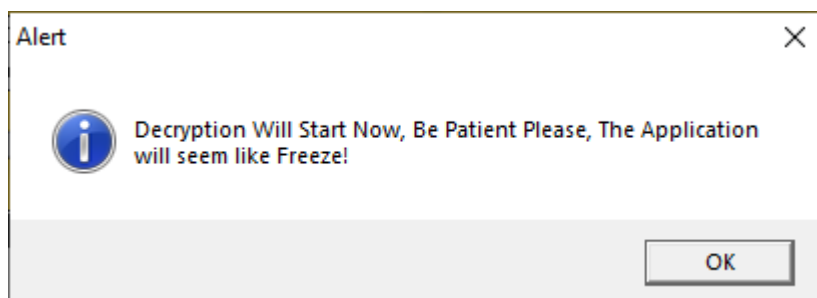 Alert
Decryption Will Start Now, Be Patient Please, The Application
will seem like Freeze!
OK